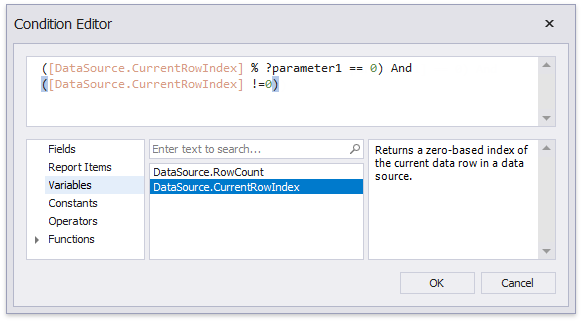 Condition Editor
([DataSource.CurrentRowIndex] % ?parameter1 == 0) And
([DataSource.CurrentRowIndex] !=0)
Fields
Report Items
Variables
Constants
Operators
Functions
Enter text to search...
DataSource.RowCount
DataSource.CurrentRowIndex
Returns a zero-based index of
the current data row in a data
source.
OK
Cancel